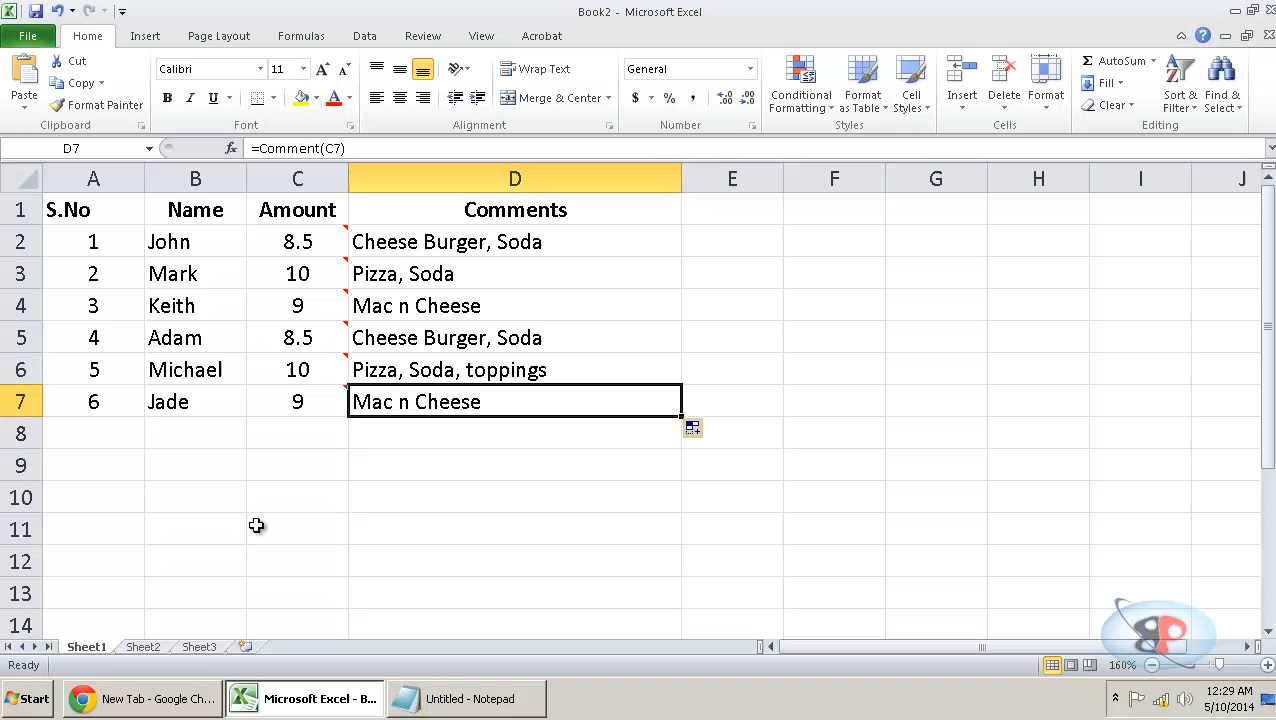 Book2 - Microsoft Excel
File Home Insert Page Layout Formulas Data Review View Acrobat
Paste
Cut
Copy
Format Painter
Clipboard
Calibri 11
B I U
Font
Wrap Text
Merge & Center
Alignment
General
$ % ,
Number
Conditional Formatting
Format as Table
Cell Styles
Styles
Insert Delete Format
Cells
AutoSum
Fill
Clear
Sort & Filter
Find & Select
Editing
D7 fx =Comment(C7)
A B C D E F G H I J
1 S.No Name Amount Comments
2 1 John 8.5 Cheese Burger, Soda
3 2 Mark 10 Pizza, Soda
4 3 Keith 9 Mac n Cheese
5 4 Adam 8.5 Cheese Burger, Soda
6 5 Michael 10 Pizza, Soda, toppings
7 6 Jade 9 Mac n Cheese
8
9
10
11
12
13
14
Sheet1 Sheet2 Sheet3
Ready 160%
Start New Tab - Google Ch... Microsoft Excel - B... Untitled - Notepad 12:29 AM
5/10/2014
BP